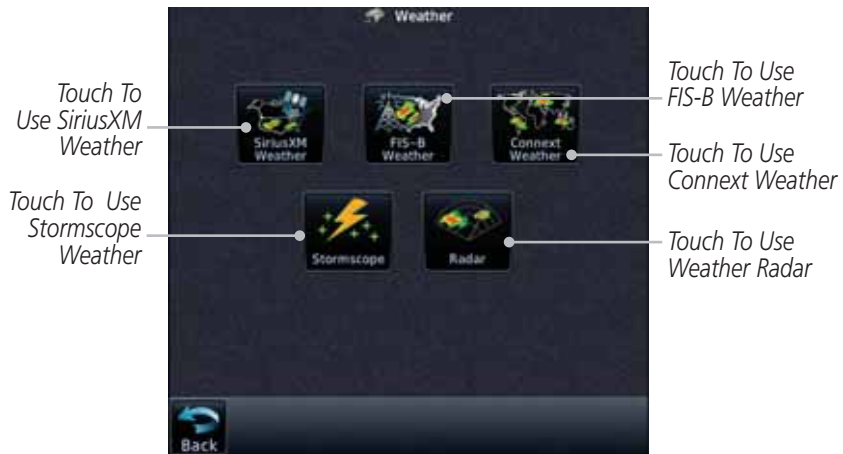 Weather
Touch To
Use SiriusXM
Weather
SiriusXM
Weather
FIS-B
Weather
Connext
Weather
Touch To Use
FIS-B Weather
Touch To Use
Connext Weather
Touch To Use
Stormscope
Weather
Stormscope
Radar
Touch To Use
Weather Radar
Back